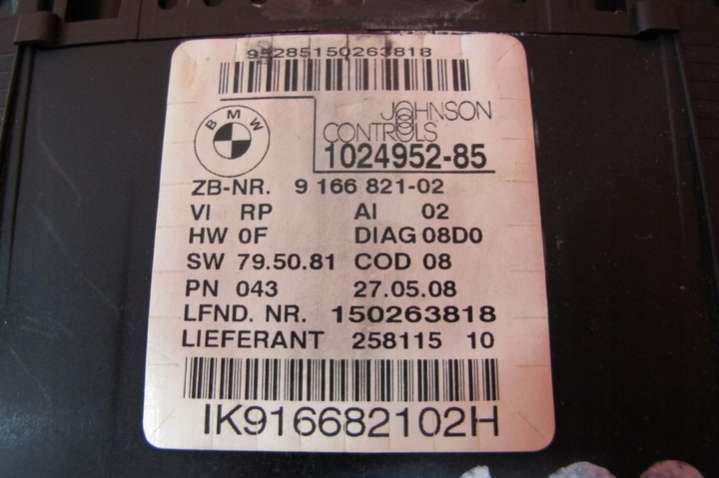 95285150263818
BMW
JOHNSON
CONTROLS
1024952-85
ZB-NR. 9 166 821-02
VI RP AI 02
HW 0F DIAG 08D0
SW 79.50.81 COD 08
PN 043 27.05.08
LFND. NR. 150263818
LIEFERANT 258115 10
IK916682102H